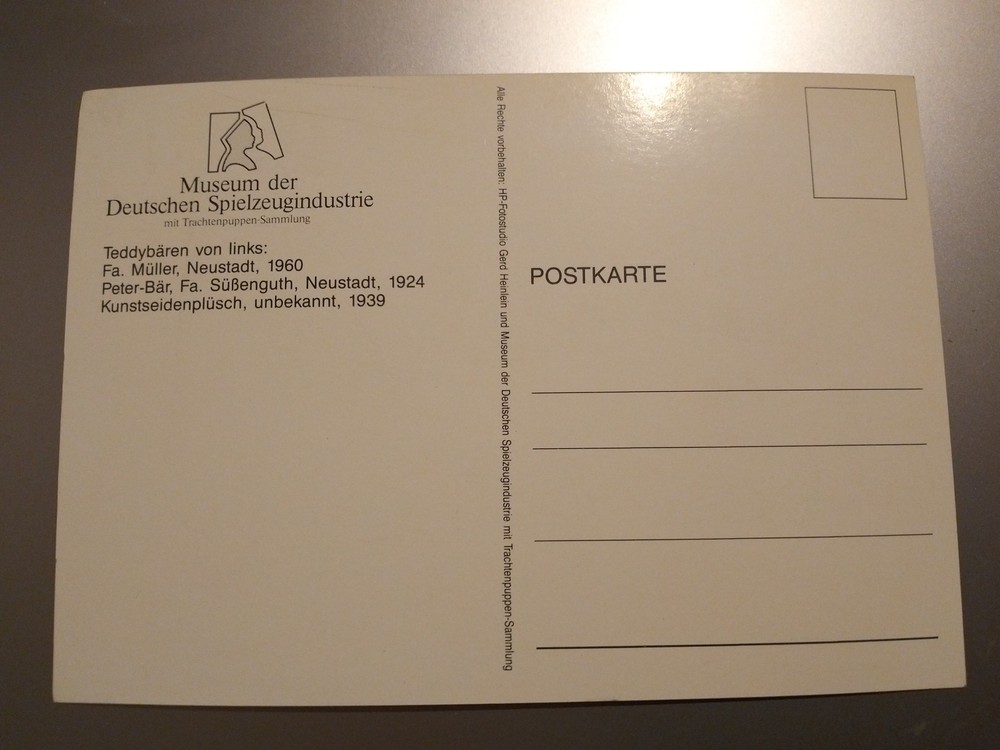 Museum der
Deutschen Spielzeugindustrie
mit Trachtenpuppen-Sammlung
Teddybären von links:
Fa. Müller, Neustadt, 1960
Peter-Bär, Fa. Süßenguth, Neustadt, 1924
Kunstseidenplüsch, unbekannt, 1939
Alle Rechte vorbehalten: HP-Fotostudio Gerd Heinlein und Museum der Deutschen Spielzeugindustrie mit Trachtenpuppen-Sammlung
POSTKARTE